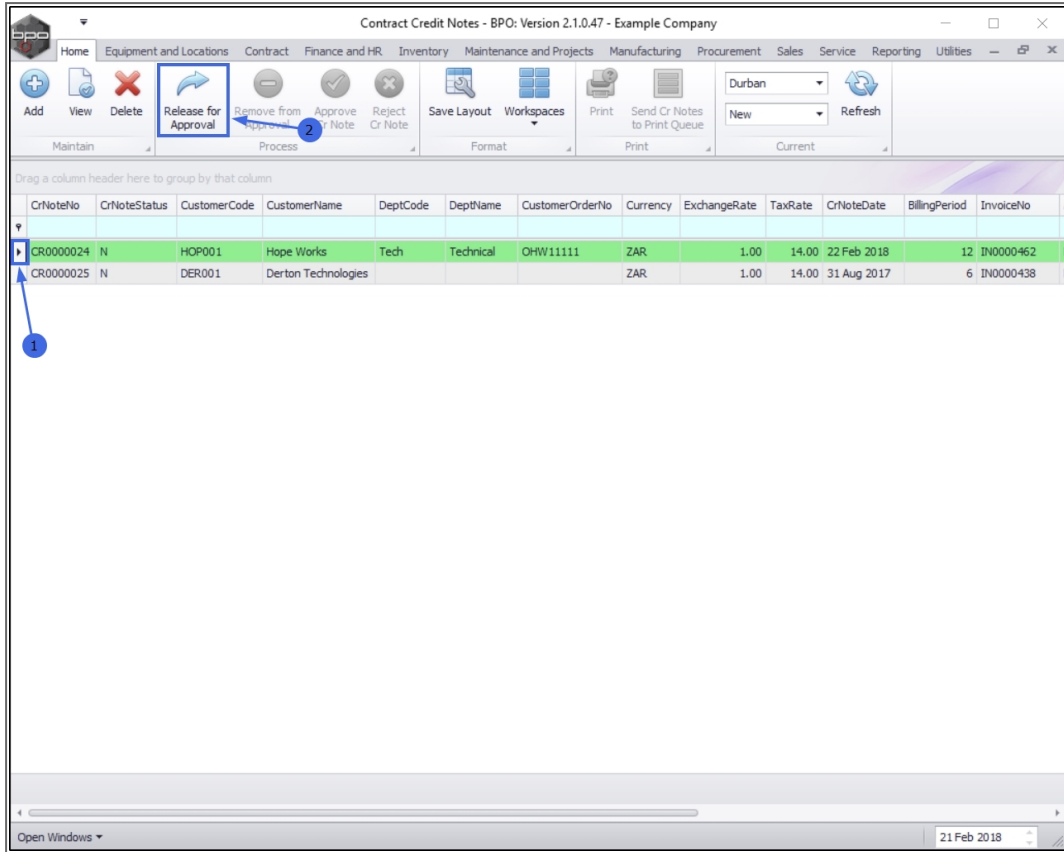 bpo
Contract Credit Notes - BPO: Version 2.1.0.47 - Example Company
Home Equipment and Locations Contract Finance and HR Inventory Maintenance and Projects Manufacturing Procurement Sales Service Reporting Utilities
Add View Delete Release for Approval Remove from Approval Approve Cr Note Reject Cr Note Save Layout Workspaces Print Send Cr Notes to Print Queue Durban New Refresh
2
Maintain Process Format Print Current
Drag a column header here to group by that column
CrNoteNo CrNoteStatus CustomerCode CustomerName DeptCode DeptName CustomerOrderNo Currency ExchangeRate TaxRate CrNoteDate BillingPeriod InvoiceNo
CR0000024 N HOP001 Hope Works Tech Technical OHW11111 ZAR 1.00 14.00 22 Feb 2018 12 IN0000462
CR0000025 N DER001 Derton Technologies ZAR 1.00 14.00 31 Aug 2017 6 IN0000438
1
Open Windows 21 Feb 2018